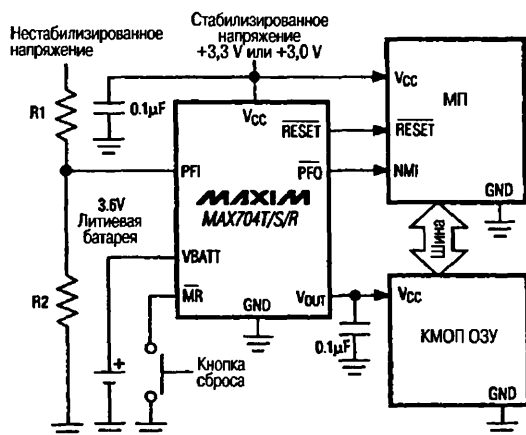 Нестабилизированное
напряжение
Стабилизированное
напряжение
+3,3 V или +3,0 V
R1
0.1µF
VCC
RESET
PFI
PFO
MAXIM
MAX704T/S/R
3.6V
Литиевая
батарея
VBATT
MR
GND
VOUT
R2
+
Кнопка
сброса
0.1µF
VCC
МП
RESET
NMI
GND
Шина
VCC
КМОП ОЗУ
GND